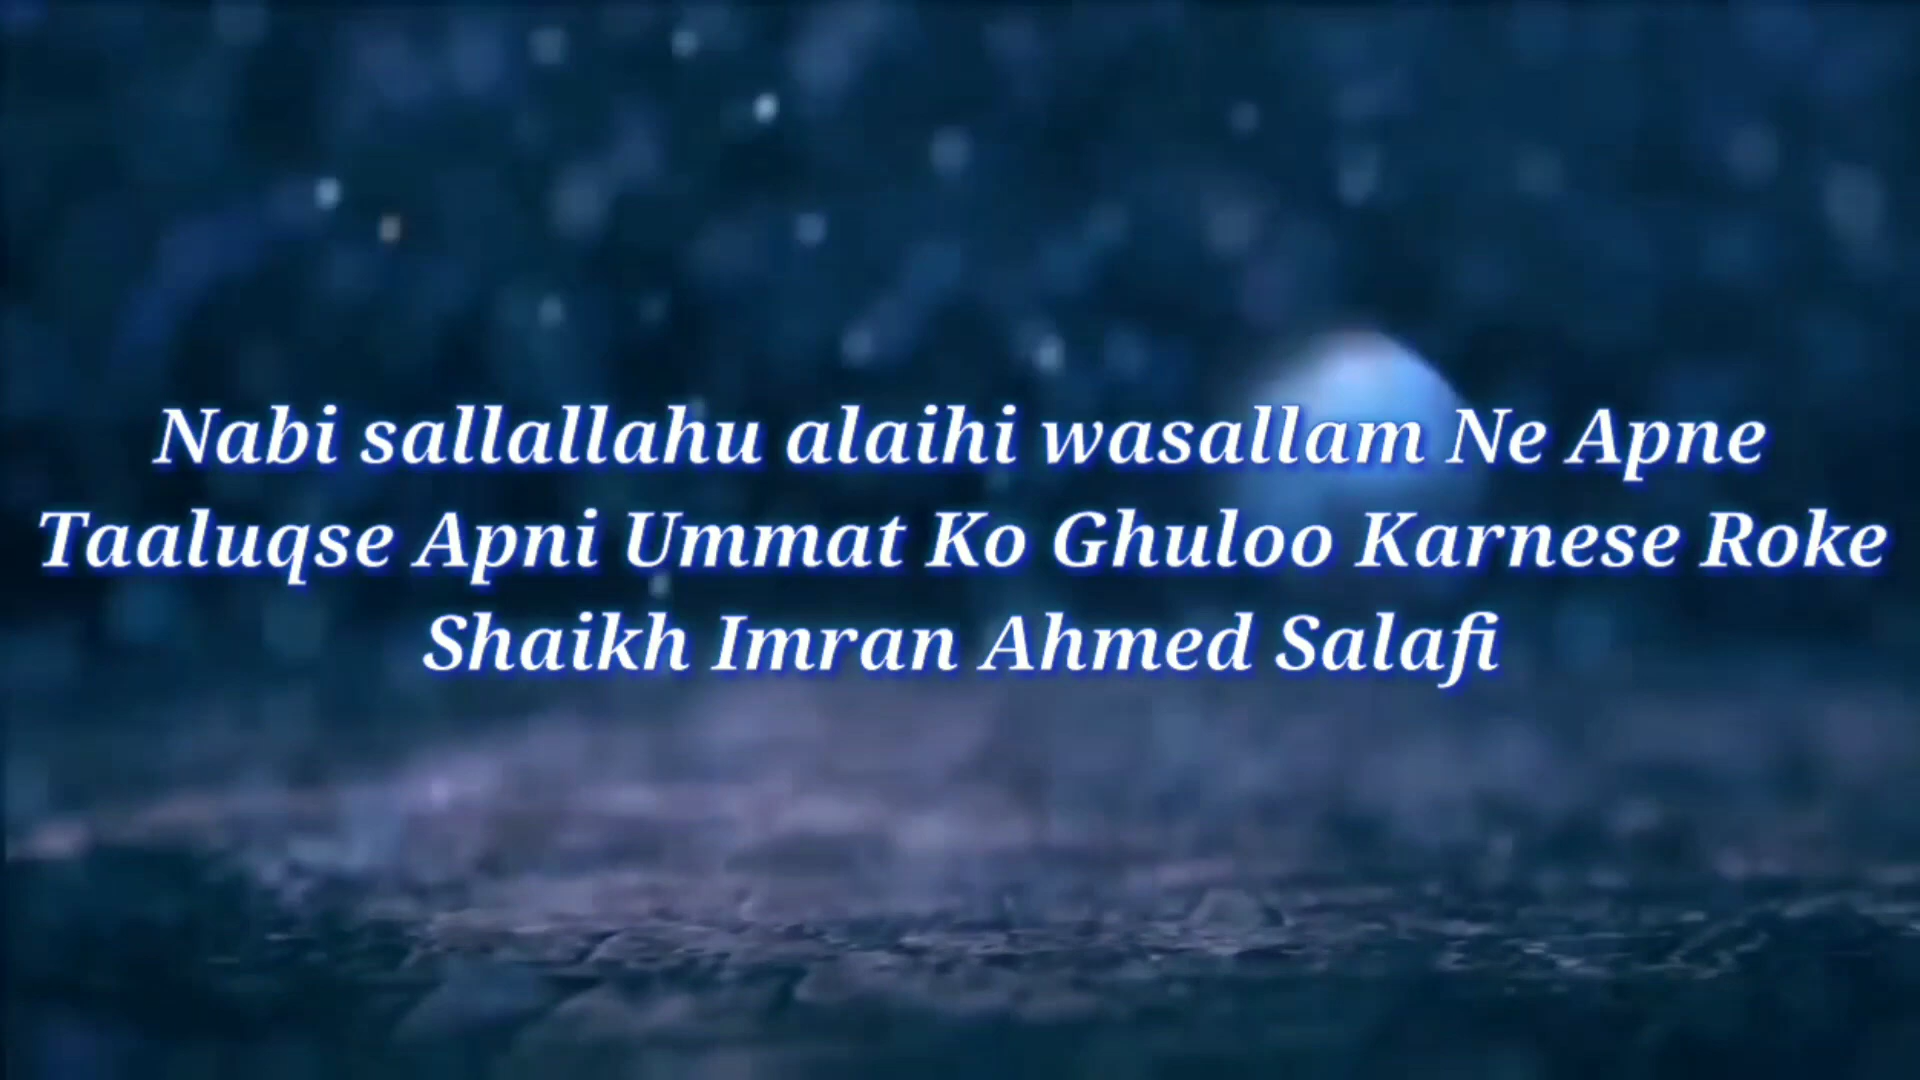 Nabi sallallahu alaihi wasallam Ne Apne
Taaluqse Apni Ummat Ko Ghuloo Karnese Roke
Shaikh Imran Ahmed Salafi